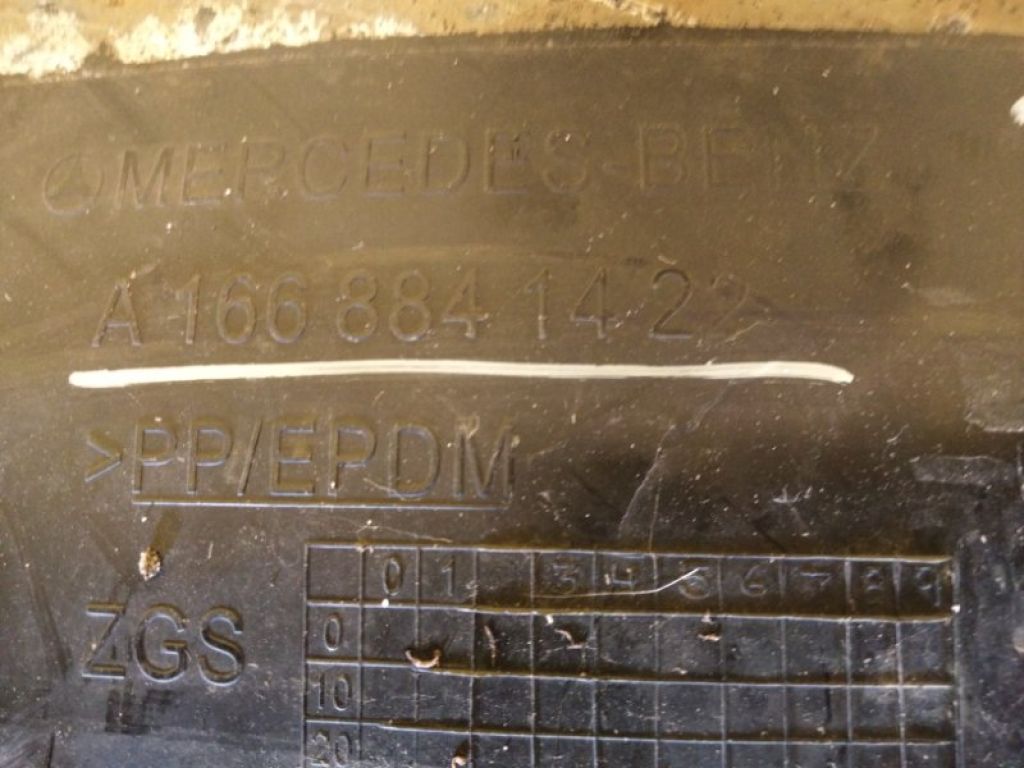 MERCEDES-BENZ
A 166 884 14 22
>PP/EPDM
ZGS
0 1 3 4 5 6 7 8 9
0
10
20